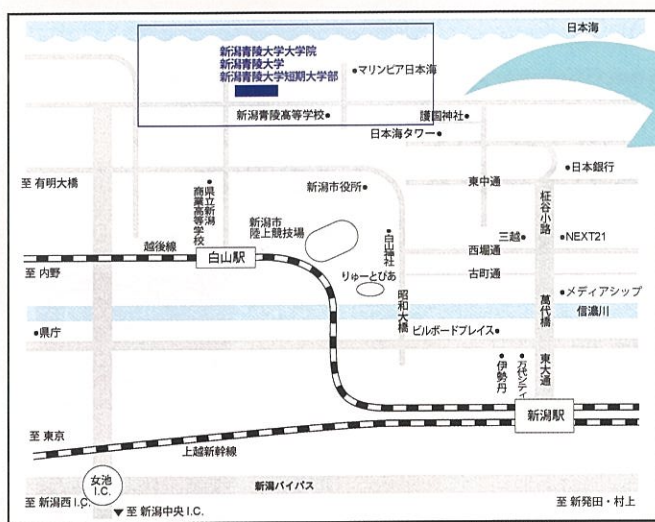 日本海
新潟青陵大学大学院
新潟青陵大学
新潟青陵大学短期大学部
マリンピア日本海
新潟青陵高等学校
護国神社
日本海タワー
日本銀行
至 有明大橋
県立新潟
商業高等学校
新潟市役所
東中通
柾谷小路
新潟市
陸上競技場
白山神社
三越
NEXT21
越後線
白山駅
西堀通
至 内野
りゅーとぴあ
古町通
昭和大橋
萬代橋
メディアシップ
信濃川
県庁
ビルボードプレイス
伊勢丹
万代シティ
東大通
新潟駅
至 東京
上越新幹線
女池
I.C.
新潟バイパス
至 新潟西 I.C.
至 新発田・村上
▼至 新潟中央 I.C.